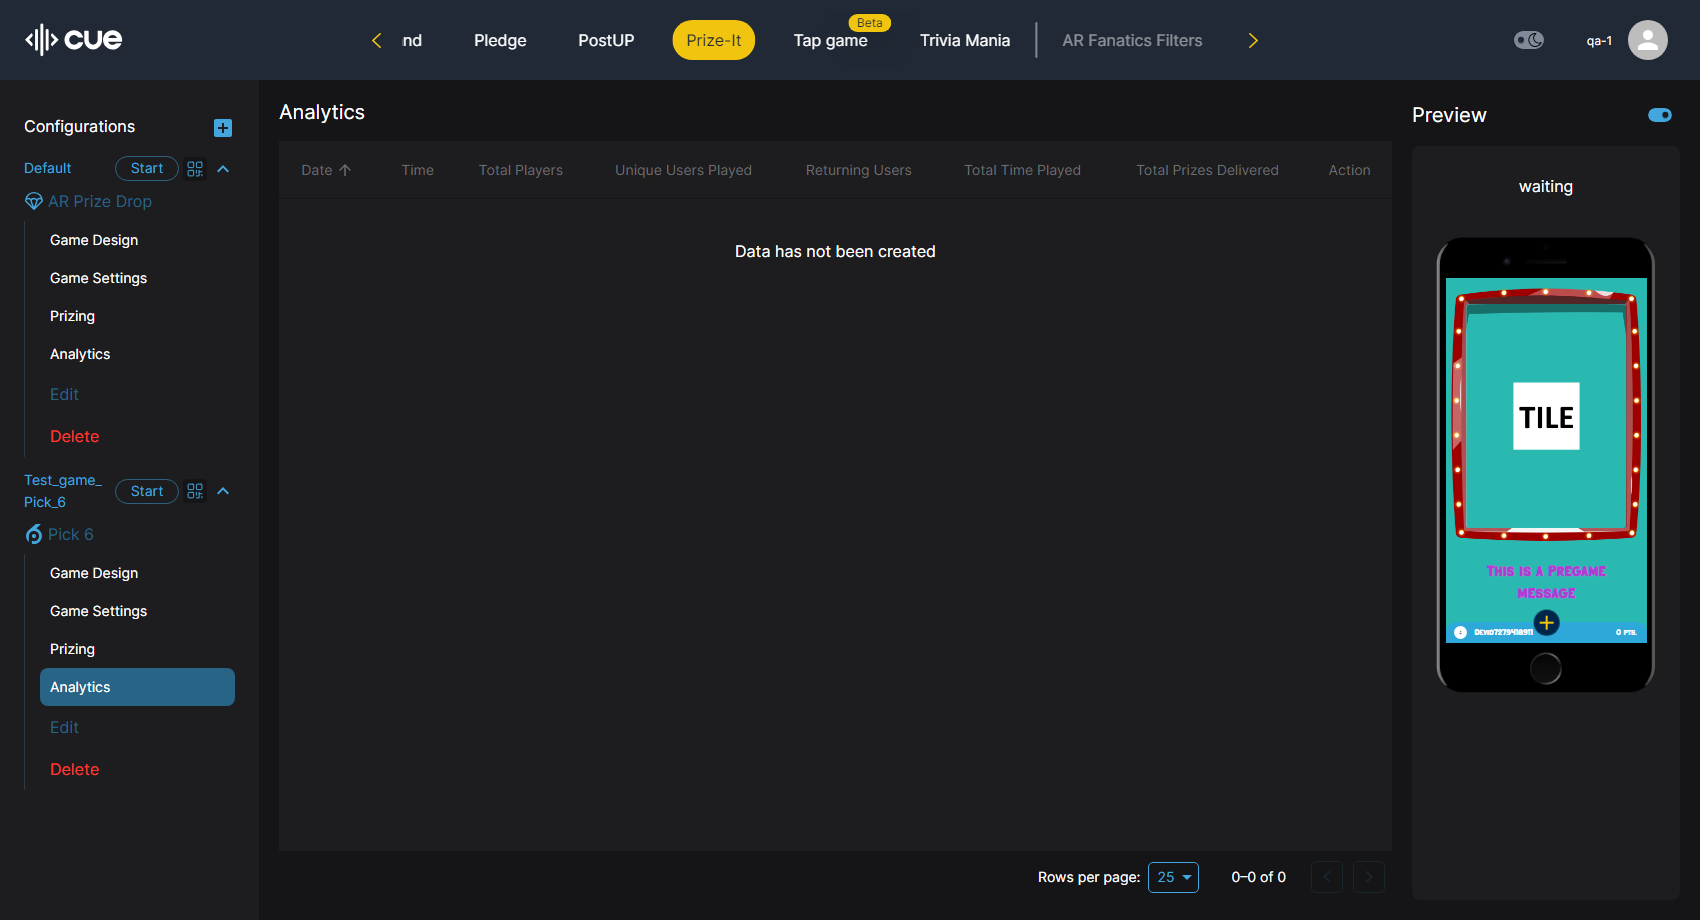 cue
nd
Pledge
PostUP
Prize-It
Beta
Tap game
Trivia Mania
AR Fanatics Filters
qa-1
Configurations
Default
Start
AR Prize Drop
Game Design
Game Settings
Prizing
Analytics
Edit
Delete
Test_game_
Pick_6
Start
Pick 6
Game Design
Game Settings
Prizing
Analytics
Edit
Delete
Analytics
Date
Time
Total Players
Unique Users Played
Returning Users
Total Time Played
Total Prizes Delivered
Action
Data has not been created
Rows per page: 25
0–0 of 0
Preview
waiting
TILE
THIS IS A PREGAME
MESSAGE
0 PTS.